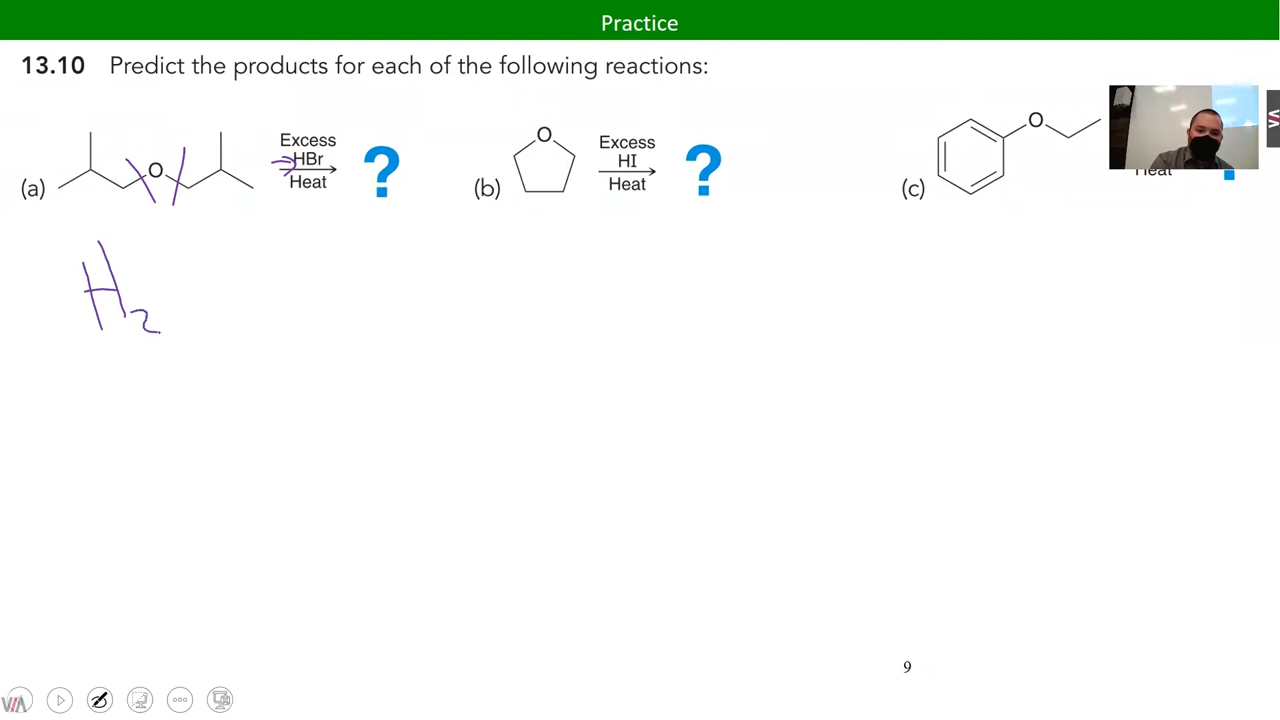 Practice
13.10 Predict the products for each of the following reactions:
(a) O Excess HBr Heat ?
(b) O Excess HI Heat ?
(c) O Heat ?
H2
9